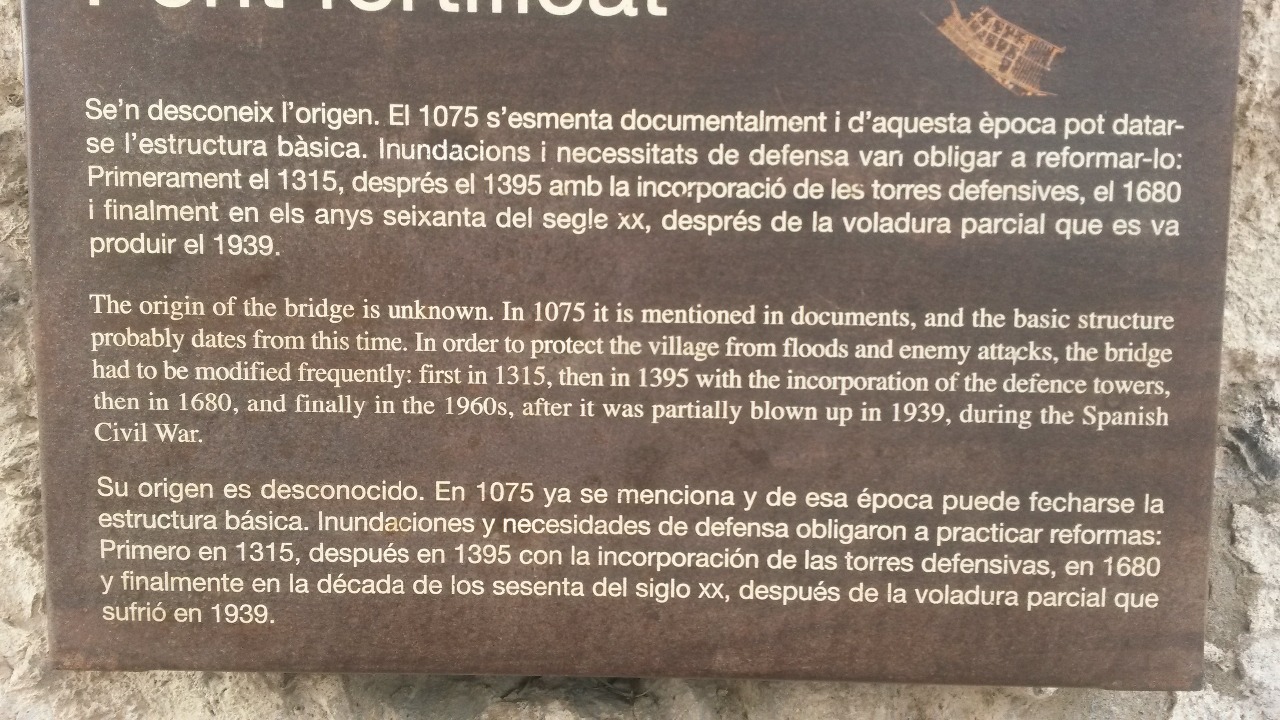 Pont fortificat
Se'n desconeix l'origen. El 1075 s'esmenta documentalment i d'aquesta època pot datar-
se l'estructura bàsica. Inundacions i necessitats de defensa van obligar a reformar-lo:
Primerament el 1315, després el 1395 amb la incorporació de les torres defensives, el 1680
i finalment en els anys seixanta del segle xx, després de la voladura parcial que es va
produir el 1939.
The origin of the bridge is unknown. In 1075 it is mentioned in documents, and the basic structure
probably dates from this time. In order to protect the village from floods and enemy attacks, the bridge
had to be modified frequently: first in 1315, then in 1395 with the incorporation of the defence towers,
then in 1680, and finally in the 1960s, after it was partially blown up in 1939, during the Spanish
Civil War.
Su origen es desconocido. En 1075 ya se menciona y de esa época puede fecharse la
estructura básica. Inundaciones y necesidades de defensa obligaron a practicar reformas:
Primero en 1315, después en 1395 con la incorporación de las torres defensivas, en 1680
y finalmente en la década de los sesenta del siglo xx, después de la voladura parcial que
sufrió en 1939.